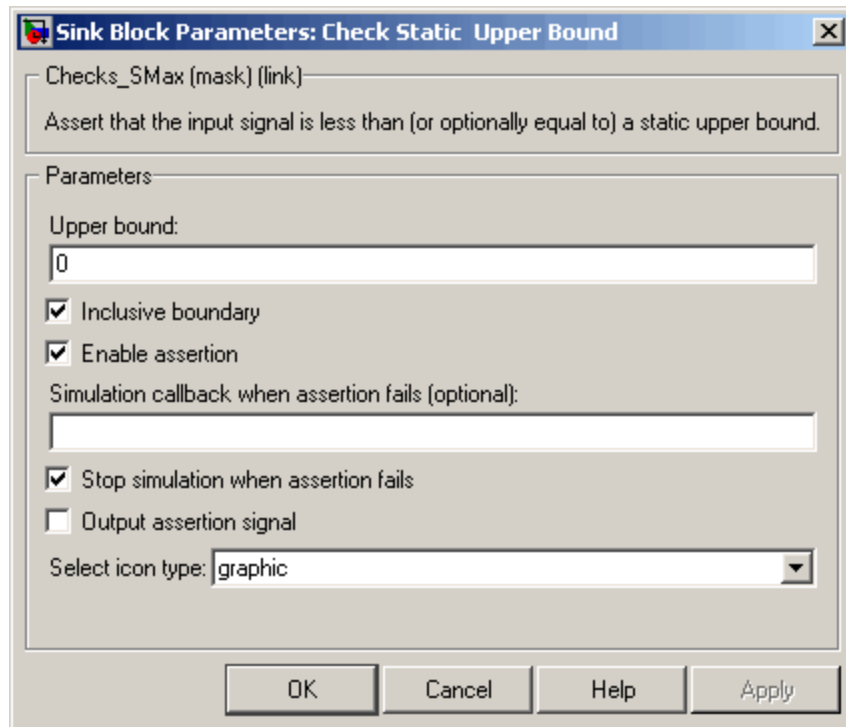 Sink Block Parameters: Check Static  Upper Bound
Checks_SMax (mask) (link)
Assert that the input signal is less than (or optionally equal to) a static upper bound.
Parameters
Upper bound:
0
Inclusive boundary
Enable assertion
Simulation callback when assertion fails (optional):
Stop simulation when assertion fails
Output assertion signal
Select icon type: graphic
OK Cancel Help Apply